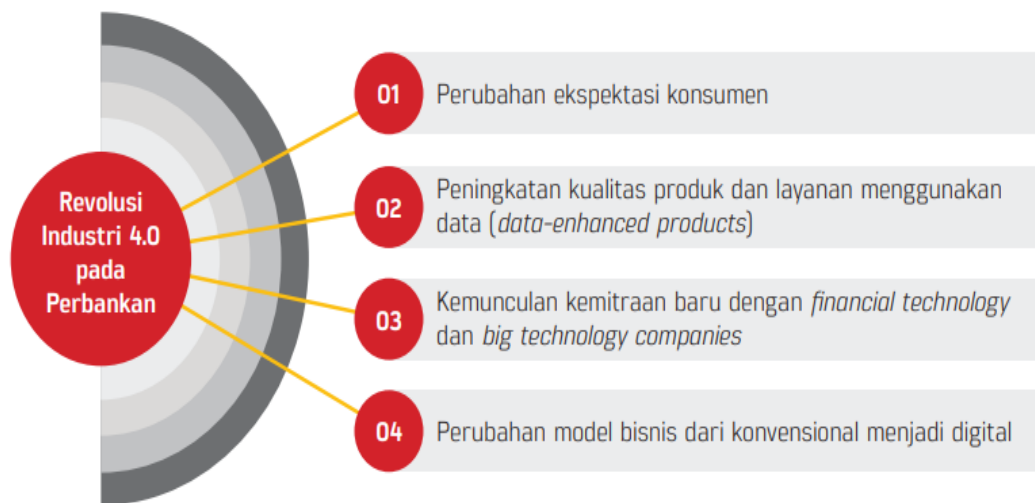 Revolusi
Industri 4.0
pada
Perbankan
01
Perubahan ekspektasi konsumen
02
Peningkatan kualitas produk dan layanan menggunakan
data (data-enhanced products)
03
Kemunculan kemitraan baru dengan financial technology
dan big technology companies
04
Perubahan model bisnis dari konvensional menjadi digital